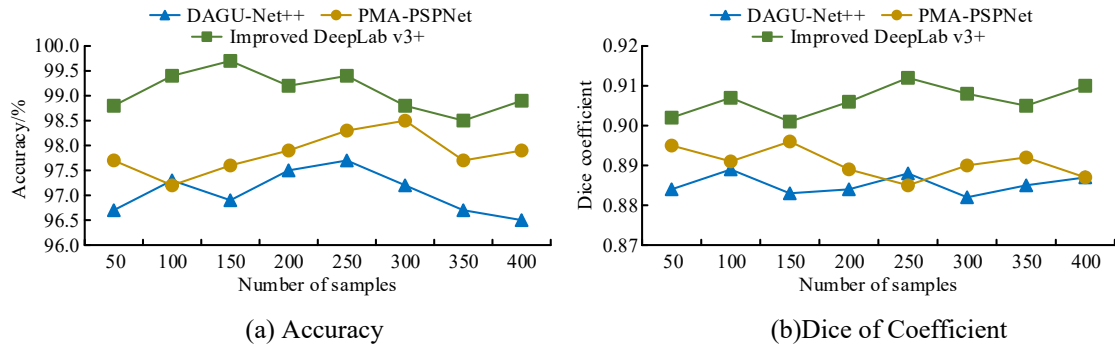 DAGU-Net++ PMA-PSPNet
Improved DeepLab v3+
100.0
99.5
99.0
98.5
98.0
97.5
97.0
96.5
96.0
Accuracy/%
50 100 150 200 250 300 350 400
Number of samples
(a) Accuracy
DAGU-Net++ PMA-PSPNet
Improved DeepLab v3+
0.92
0.91
0.90
0.89
0.88
0.87
Dice coefficient
50 100 150 200 250 300 350 400
Number of samples
(b)Dice of Coefficient